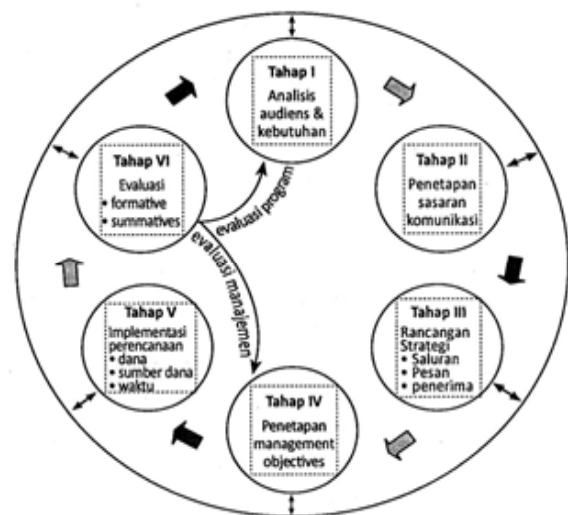 Tahap I
Analisis
audiens &
kebutuhan
Tahap II
Penetapan
sasaran
komunikasi
Tahap III
Rancangan
Strategi
• Saluran
• Pesan
• penerima
Tahap IV
Penetapan
management
objectives
Tahap V
Implementasi
perencanaan
• dana
• sumber dana
• waktu
Tahap VI
Evaluasi
• formative
• summatives
evaluasi program
evaluasi manajemen